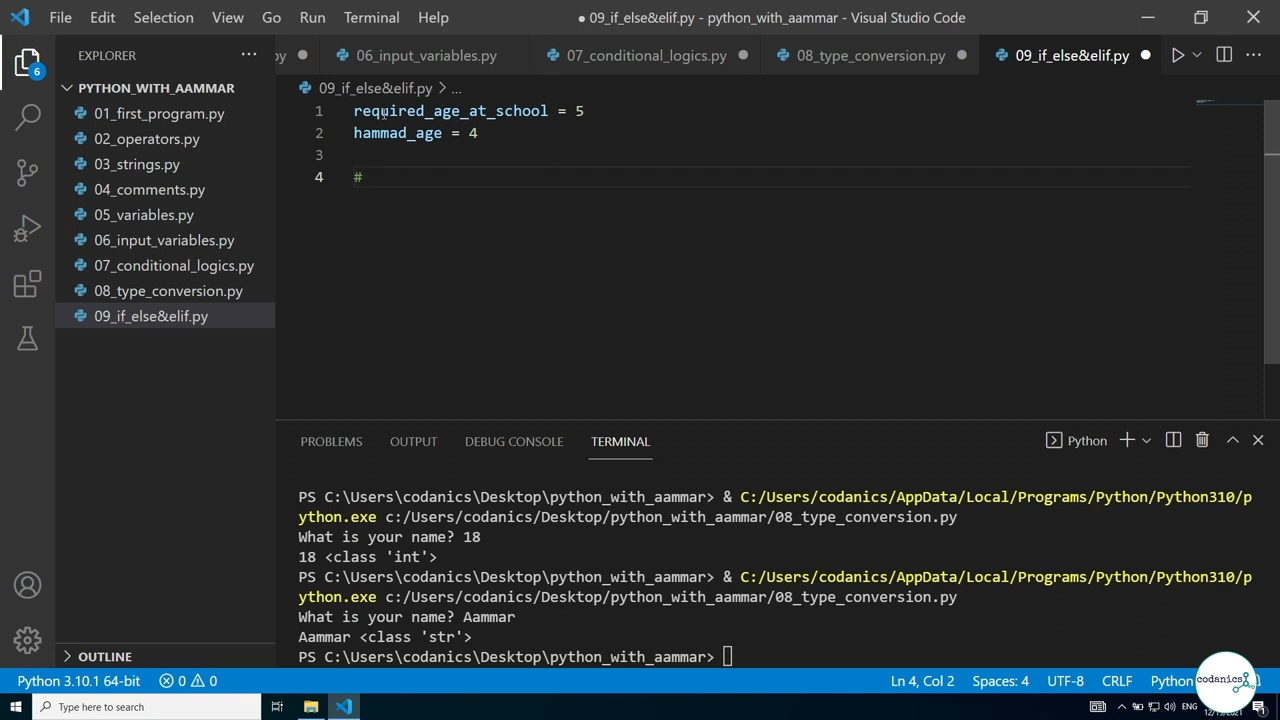 File Edit Selection View Go Run Terminal Help
● 09_if_else&elif.py - python_with_aammar - Visual Studio Code
EXPLORER
py
06_input_variables.py
07_conditional_logics.py
08_type_conversion.py
09_if_else&elif.py
6
PYTHON_WITH_AAMMAR
01_first_program.py
02_operators.py
03_strings.py
04_comments.py
05_variables.py
06_input_variables.py
07_conditional_logics.py
08_type_conversion.py
09_if_else&elif.py
OUTLINE
09_if_else&elif.py > ...
1 required_age_at_school = 5
2 hammad_age = 4
3
4 #
PROBLEMS OUTPUT DEBUG CONSOLE TERMINAL
Python
PS C:\Users\codanics\Desktop\python_with_aammar> & C:/Users/codanics/AppData/Local/Programs/Python/Python310/p
ython.exe c:/Users/codanics/Desktop/python_with_aammar/08_type_conversion.py
What is your name? 18
18 <class 'int'>
PS C:\Users\codanics\Desktop\python_with_aammar> & C:/Users/codanics/AppData/Local/Programs/Python/Python310/p
ython.exe c:/Users/codanics/Desktop/python_with_aammar/08_type_conversion.py
What is your name? Aammar
Aammar <class 'str'>
PS C:\Users\codanics\Desktop\python_with_aammar>
Python 3.10.1 64-bit 0 0
Ln 4, Col 2 Spaces: 4 UTF-8 CRLF Python
codanics
Type here to search
ENG